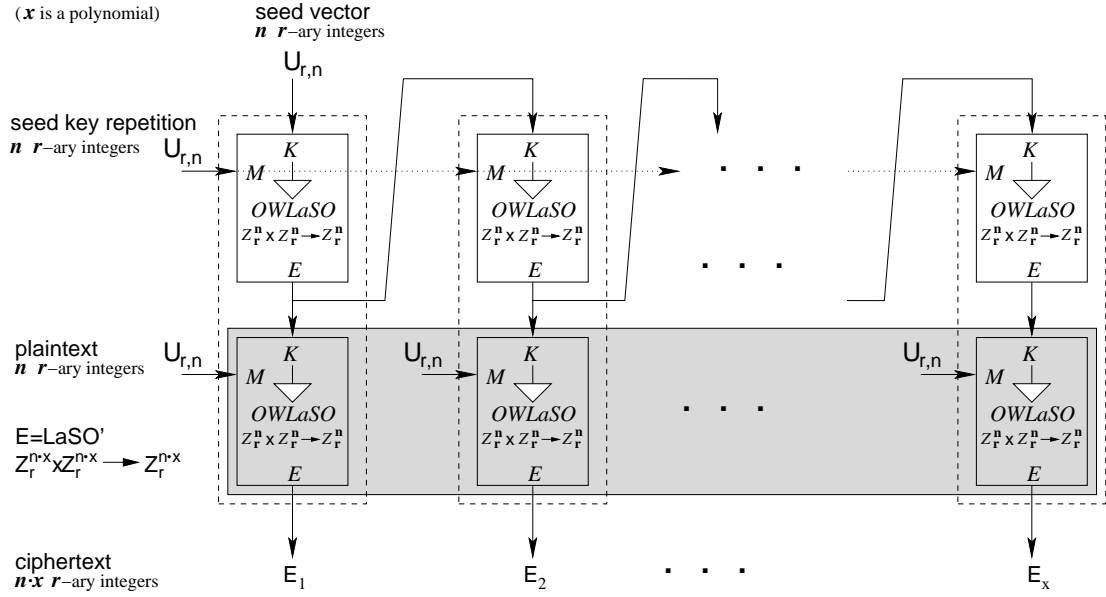 ( x is a polynomial)
seed vector
n r–ary integers
U_{r,n}
seed key repetition
n r–ary integers
U_{r,n}
K
M
OWLaSO
Z_r^n x Z_r^n → Z_r^n
E
K
M
OWLaSO
Z_r^n x Z_r^n → Z_r^n
E
. . .
. . .
K
M
OWLaSO
Z_r^n x Z_r^n → Z_r^n
E
plaintext
n r–ary integers
U_{r,n}
K
M
OWLaSO
Z_r^n x Z_r^n → Z_r^n
E
U_{r,n}
K
M
OWLaSO
Z_r^n x Z_r^n → Z_r^n
E
. . .
U_{r,n}
K
M
OWLaSO
Z_r^n x Z_r^n → Z_r^n
E
E=LaSO'
Z_r^{n·x} x Z_r^{n·x} → Z_r^{n·x}
ciphertext
n·x r–ary integers
E_1
E_2
. . .
E_x